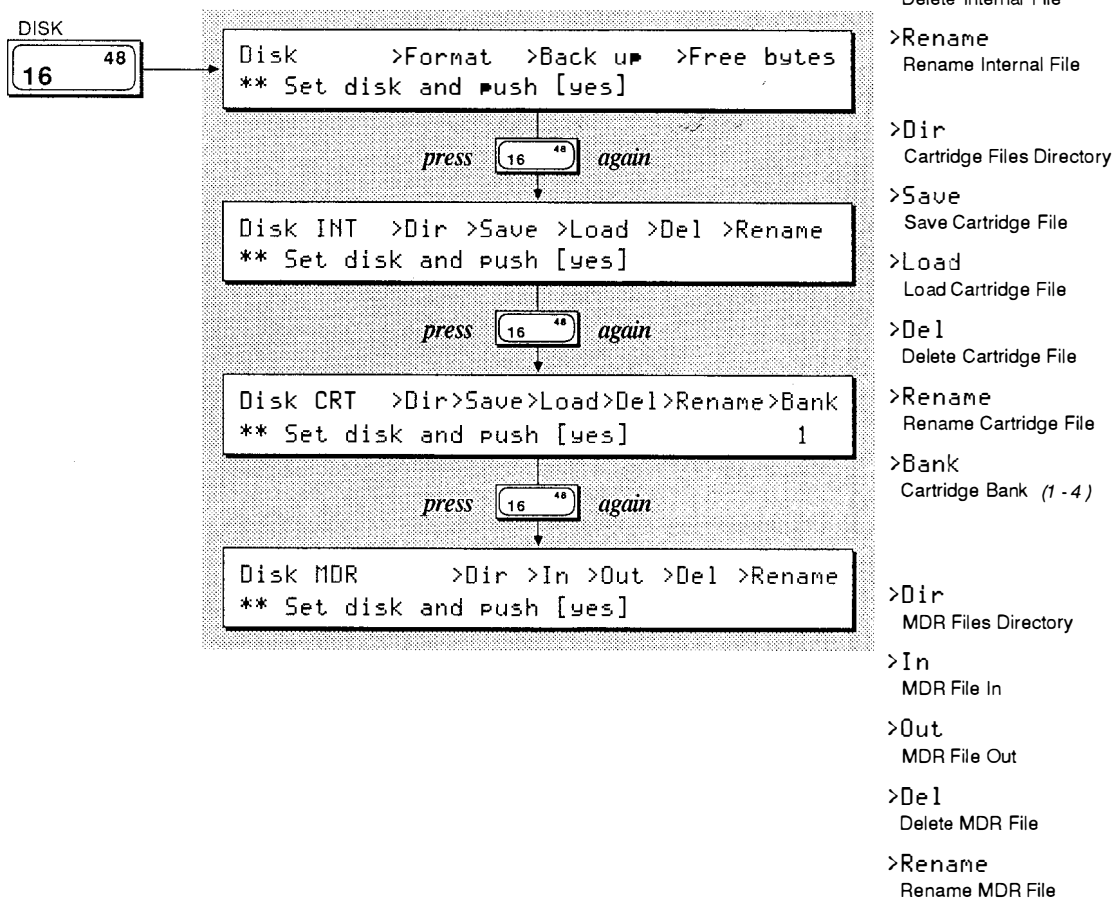 DISK
16 48
Disk >Format >Back up >Free bytes
** Set disk and push [yes]
press 16 48 again
Disk INT >Dir >Save >Load >Del >Rename
** Set disk and push [yes]
press 16 48 again
Disk CRT >Dir>Save>Load>Del>Rename>Bank
** Set disk and push [yes] 1
press 16 48 again
Disk MDR >Dir >In >Out >Del >Rename
** Set disk and push [yes]
Delete Internal File
>Rename
Rename Internal File
>Dir
Cartridge Files Directory
>Save
Save Cartridge File
>Load
Load Cartridge File
>Del
Delete Cartridge File
>Rename
Rename Cartridge File
>Bank
Cartridge Bank (1 - 4)
>Dir
MDR Files Directory
>In
MDR File In
>Out
MDR File Out
>Del
Delete MDR File
>Rename
Rename MDR File